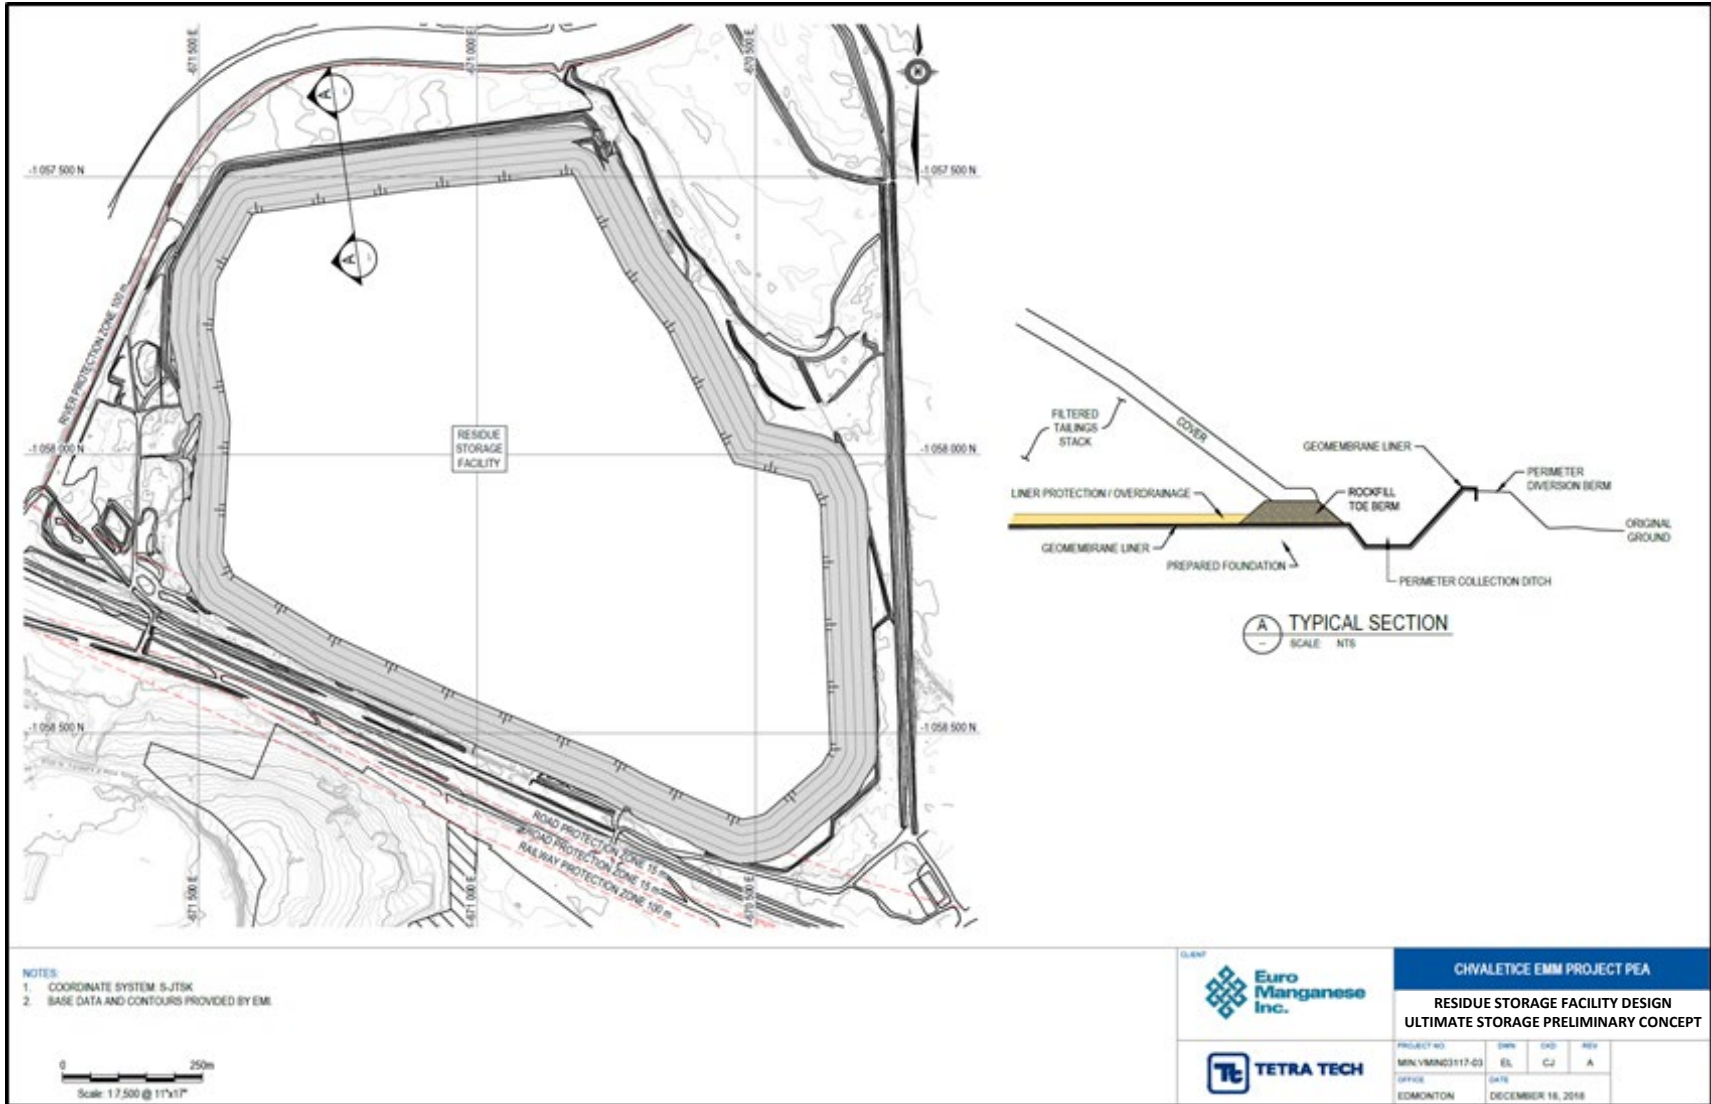 -671 500 E
-671 000 E
-670 500 E
A
-1 057 500 N
-1 057 500 N
A
RIVER PROTECTION ZONE 100 m
-1 058 000 N
-1 058 000 N
RESIDUE
STORAGE
FACILITY
-1 058 500 N
-1 058 500 N
ROAD PROTECTION ZONE 15 m
ROAD PROTECTION ZONE 15 m
RAILWAY PROTECTION ZONE 100 m
-671 500 E
-671 000 E
-670 500 E
FILTERED
TAILINGS
STACK
COVER
GEOMEMBRANE LINER
PERIMETER
DIVERSION BERM
LINER PROTECTION / OVERDRAINAGE
ROCKFILL
TOE BERM
ORIGINAL
GROUND
GEOMEMBRANE LINER
PREPARED FOUNDATION
PERIMETER COLLECTION DITCH
A
TYPICAL SECTION
SCALE: NTS
NOTES:
1. COORDINATE SYSTEM: S-JTSK
2. BASE DATA AND CONTOURS PROVIDED BY EMI.
0 250m
Scale: 1:7,500 @ 11"x17"
CLIENT
Euro
Manganese
Inc.
Tt TETRA TECH
CHVALETICE EMM PROJECT PEA
RESIDUE STORAGE FACILITY DESIGN
ULTIMATE STORAGE PRELIMINARY CONCEPT
PROJECT NO. DWN CKD REV
MIN.VMIN03117-03 EL CJ A
OFFICE DATE
EDMONTON DECEMBER 18, 2018